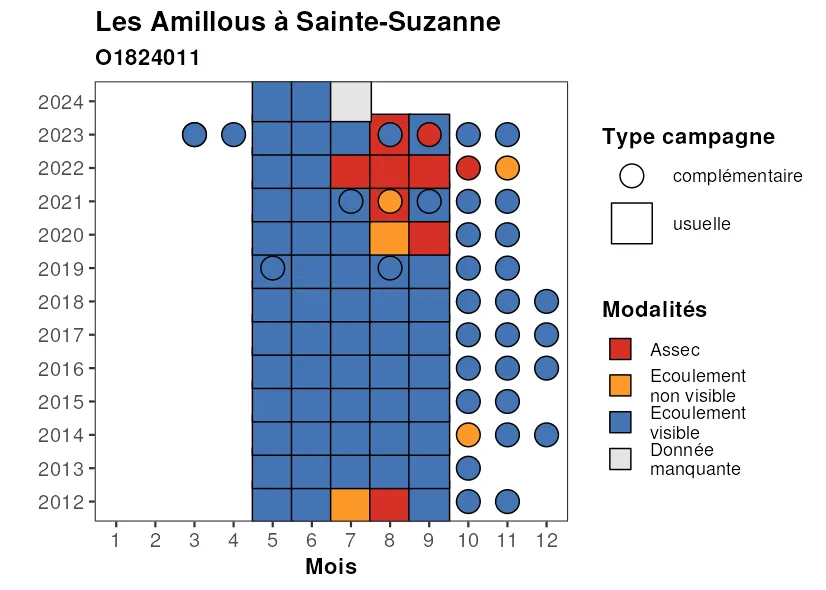 Les Amillous à Sainte-Suzanne
O1824011
2024
2023
2022
2021
2020
2019
2018
2017
2016
2015
2014
2013
2012
1 2 3 4 5 6 7 8 9 10 11 12
Mois
Type campagne
complémentaire
usuelle
Modalités
Assec
Ecoulement
non visible
Ecoulement
visible
Donnée
manquante